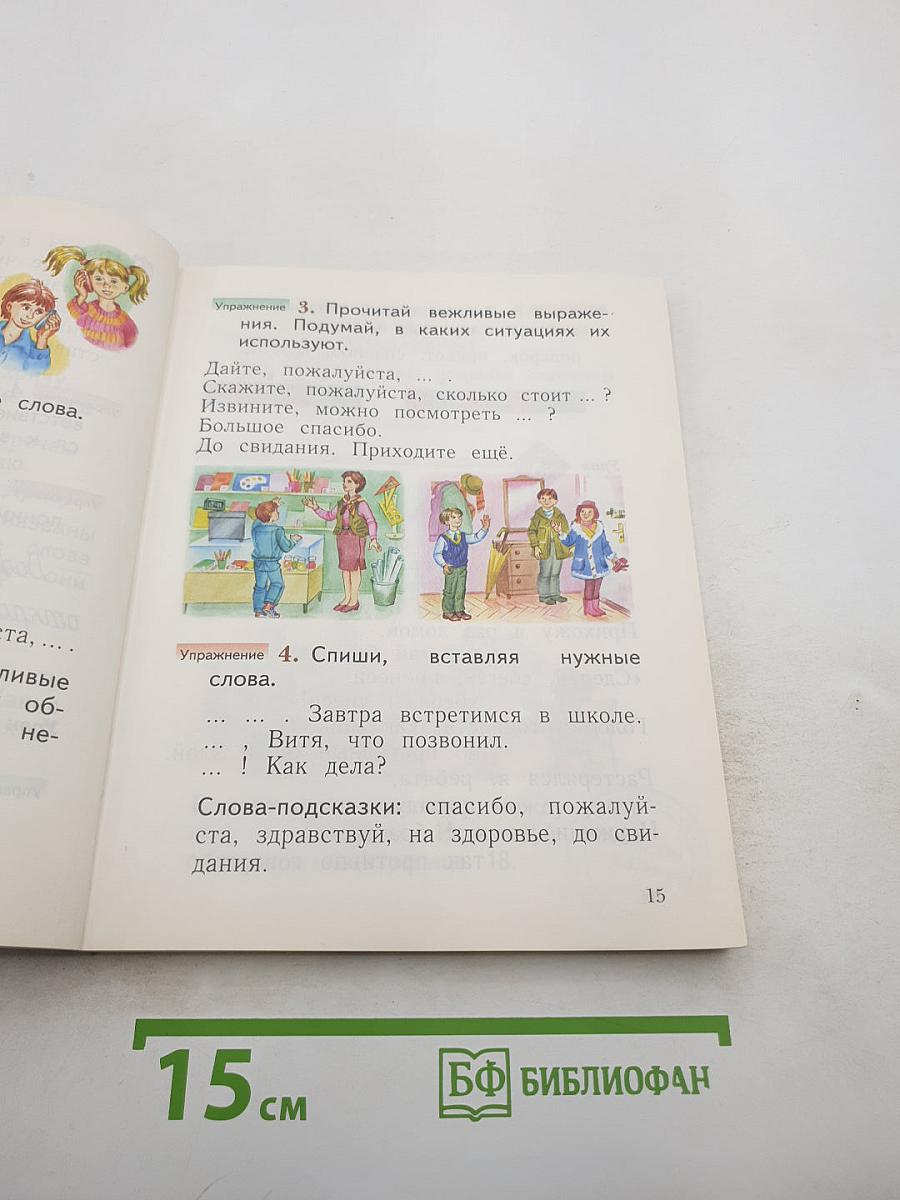 слова.
ста, ... .
ливые
об-
не-
Упражнение 3. Прочитай вежливые выраже-
ния. Подумай, в каких ситуациях их
используют.
Дайте, пожалуйста, ... .
Скажите, пожалуйста, сколько стоит ... ?
Извините, можно посмотреть ... ?
Большое спасибо.
До свидания. Приходите ещё.
Упражнение 4. Спиши, вставляя нужные
слова.
... ... . Завтра встретимся в школе.
... , Витя, что позвонил.
... ! Как дела?
Слова-подсказки: спасибо, пожалуй-
ста, здравствуй, на здоровье, до сви-
дания.
15
15 см
БФ БИБЛИОФАН